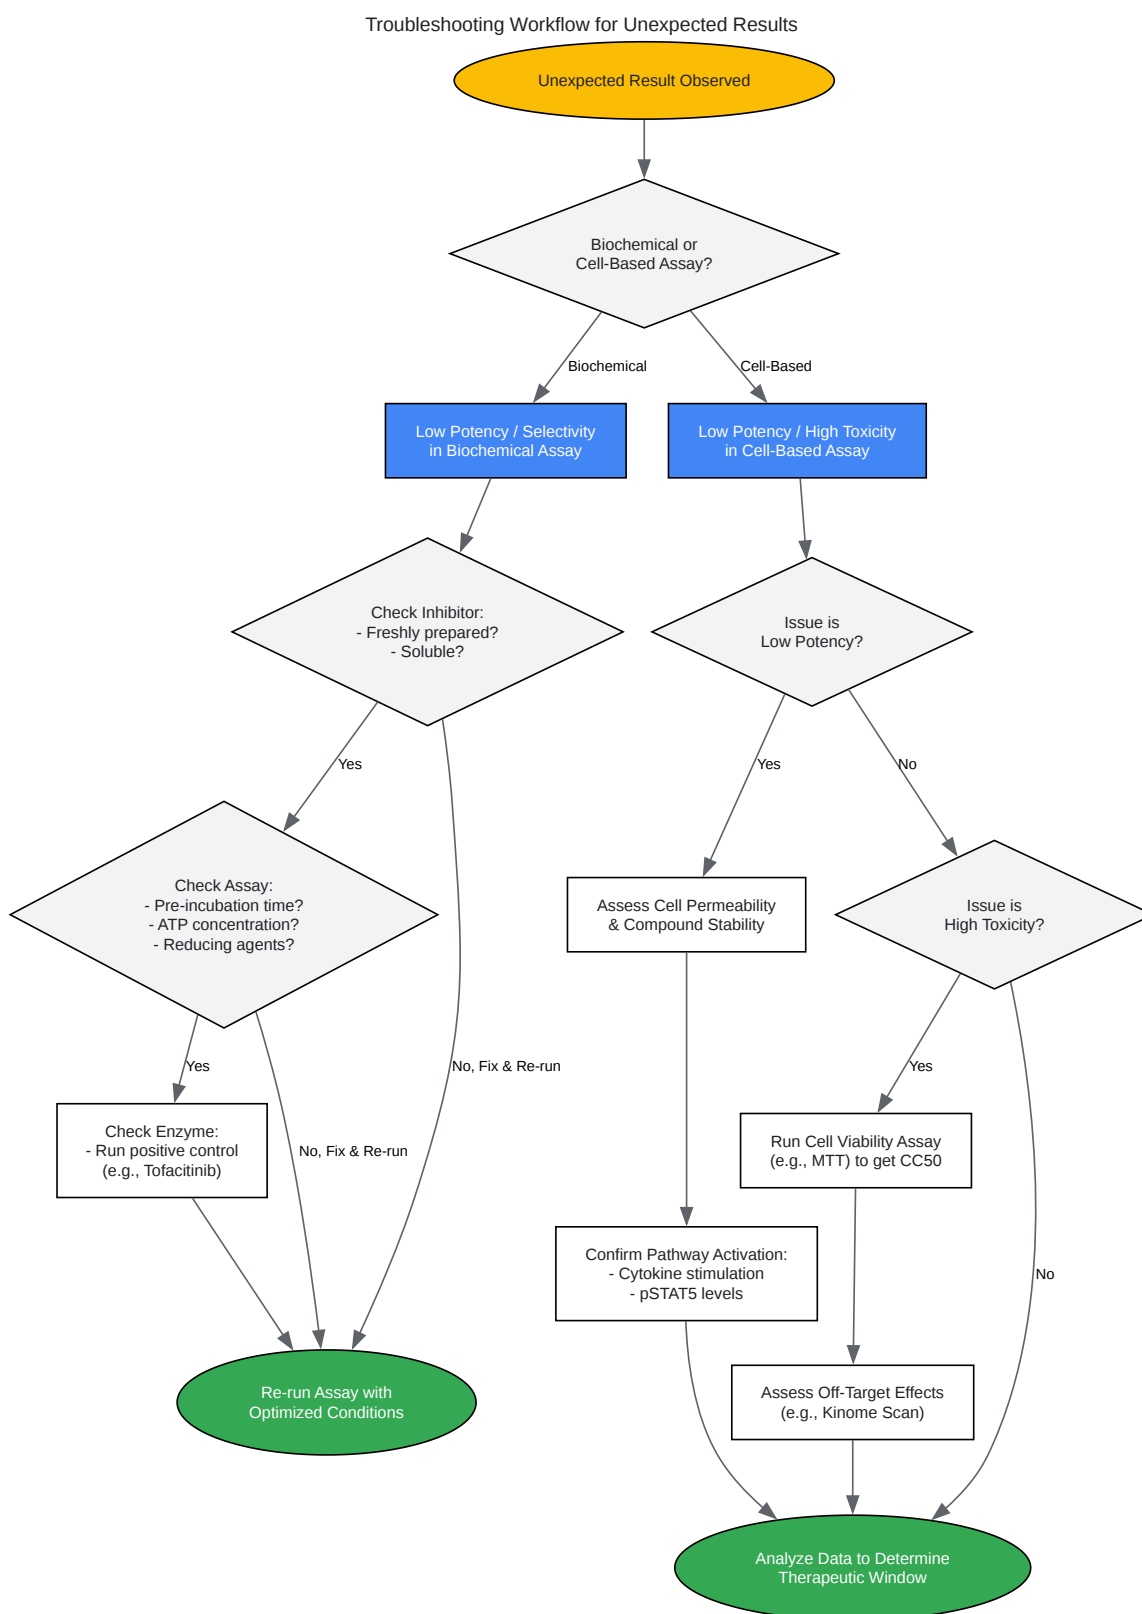 Troubleshooting Workflow for Unexpected Results
Unexpected Result Observed
Biochemical or
Cell-Based Assay?
Biochemical
Cell-Based
Low Potency / Selectivity
in Biochemical Assay
Low Potency / High Toxicity
in Cell-Based Assay
Check Inhibitor:
- Freshly prepared?
- Soluble?
Issue is
Low Potency?
Yes
Yes
No
Check Assay:
- Pre-incubation time?
- ATP concentration?
- Reducing agents?
Assess Cell Permeability
& Compound Stability
Issue is
High Toxicity?
Yes
No, Fix & Re-run
Yes
Check Enzyme:
- Run positive control
(e.g., Tofacitinib)
No, Fix & Re-run
Run Cell Viability Assay
(e.g., MTT) to get CC50
Confirm Pathway Activation:
- Cytokine stimulation
- pSTAT5 levels
No
Re-run Assay with
Optimized Conditions
Assess Off-Target Effects
(e.g., Kinome Scan)
Analyze Data to Determine
Therapeutic Window